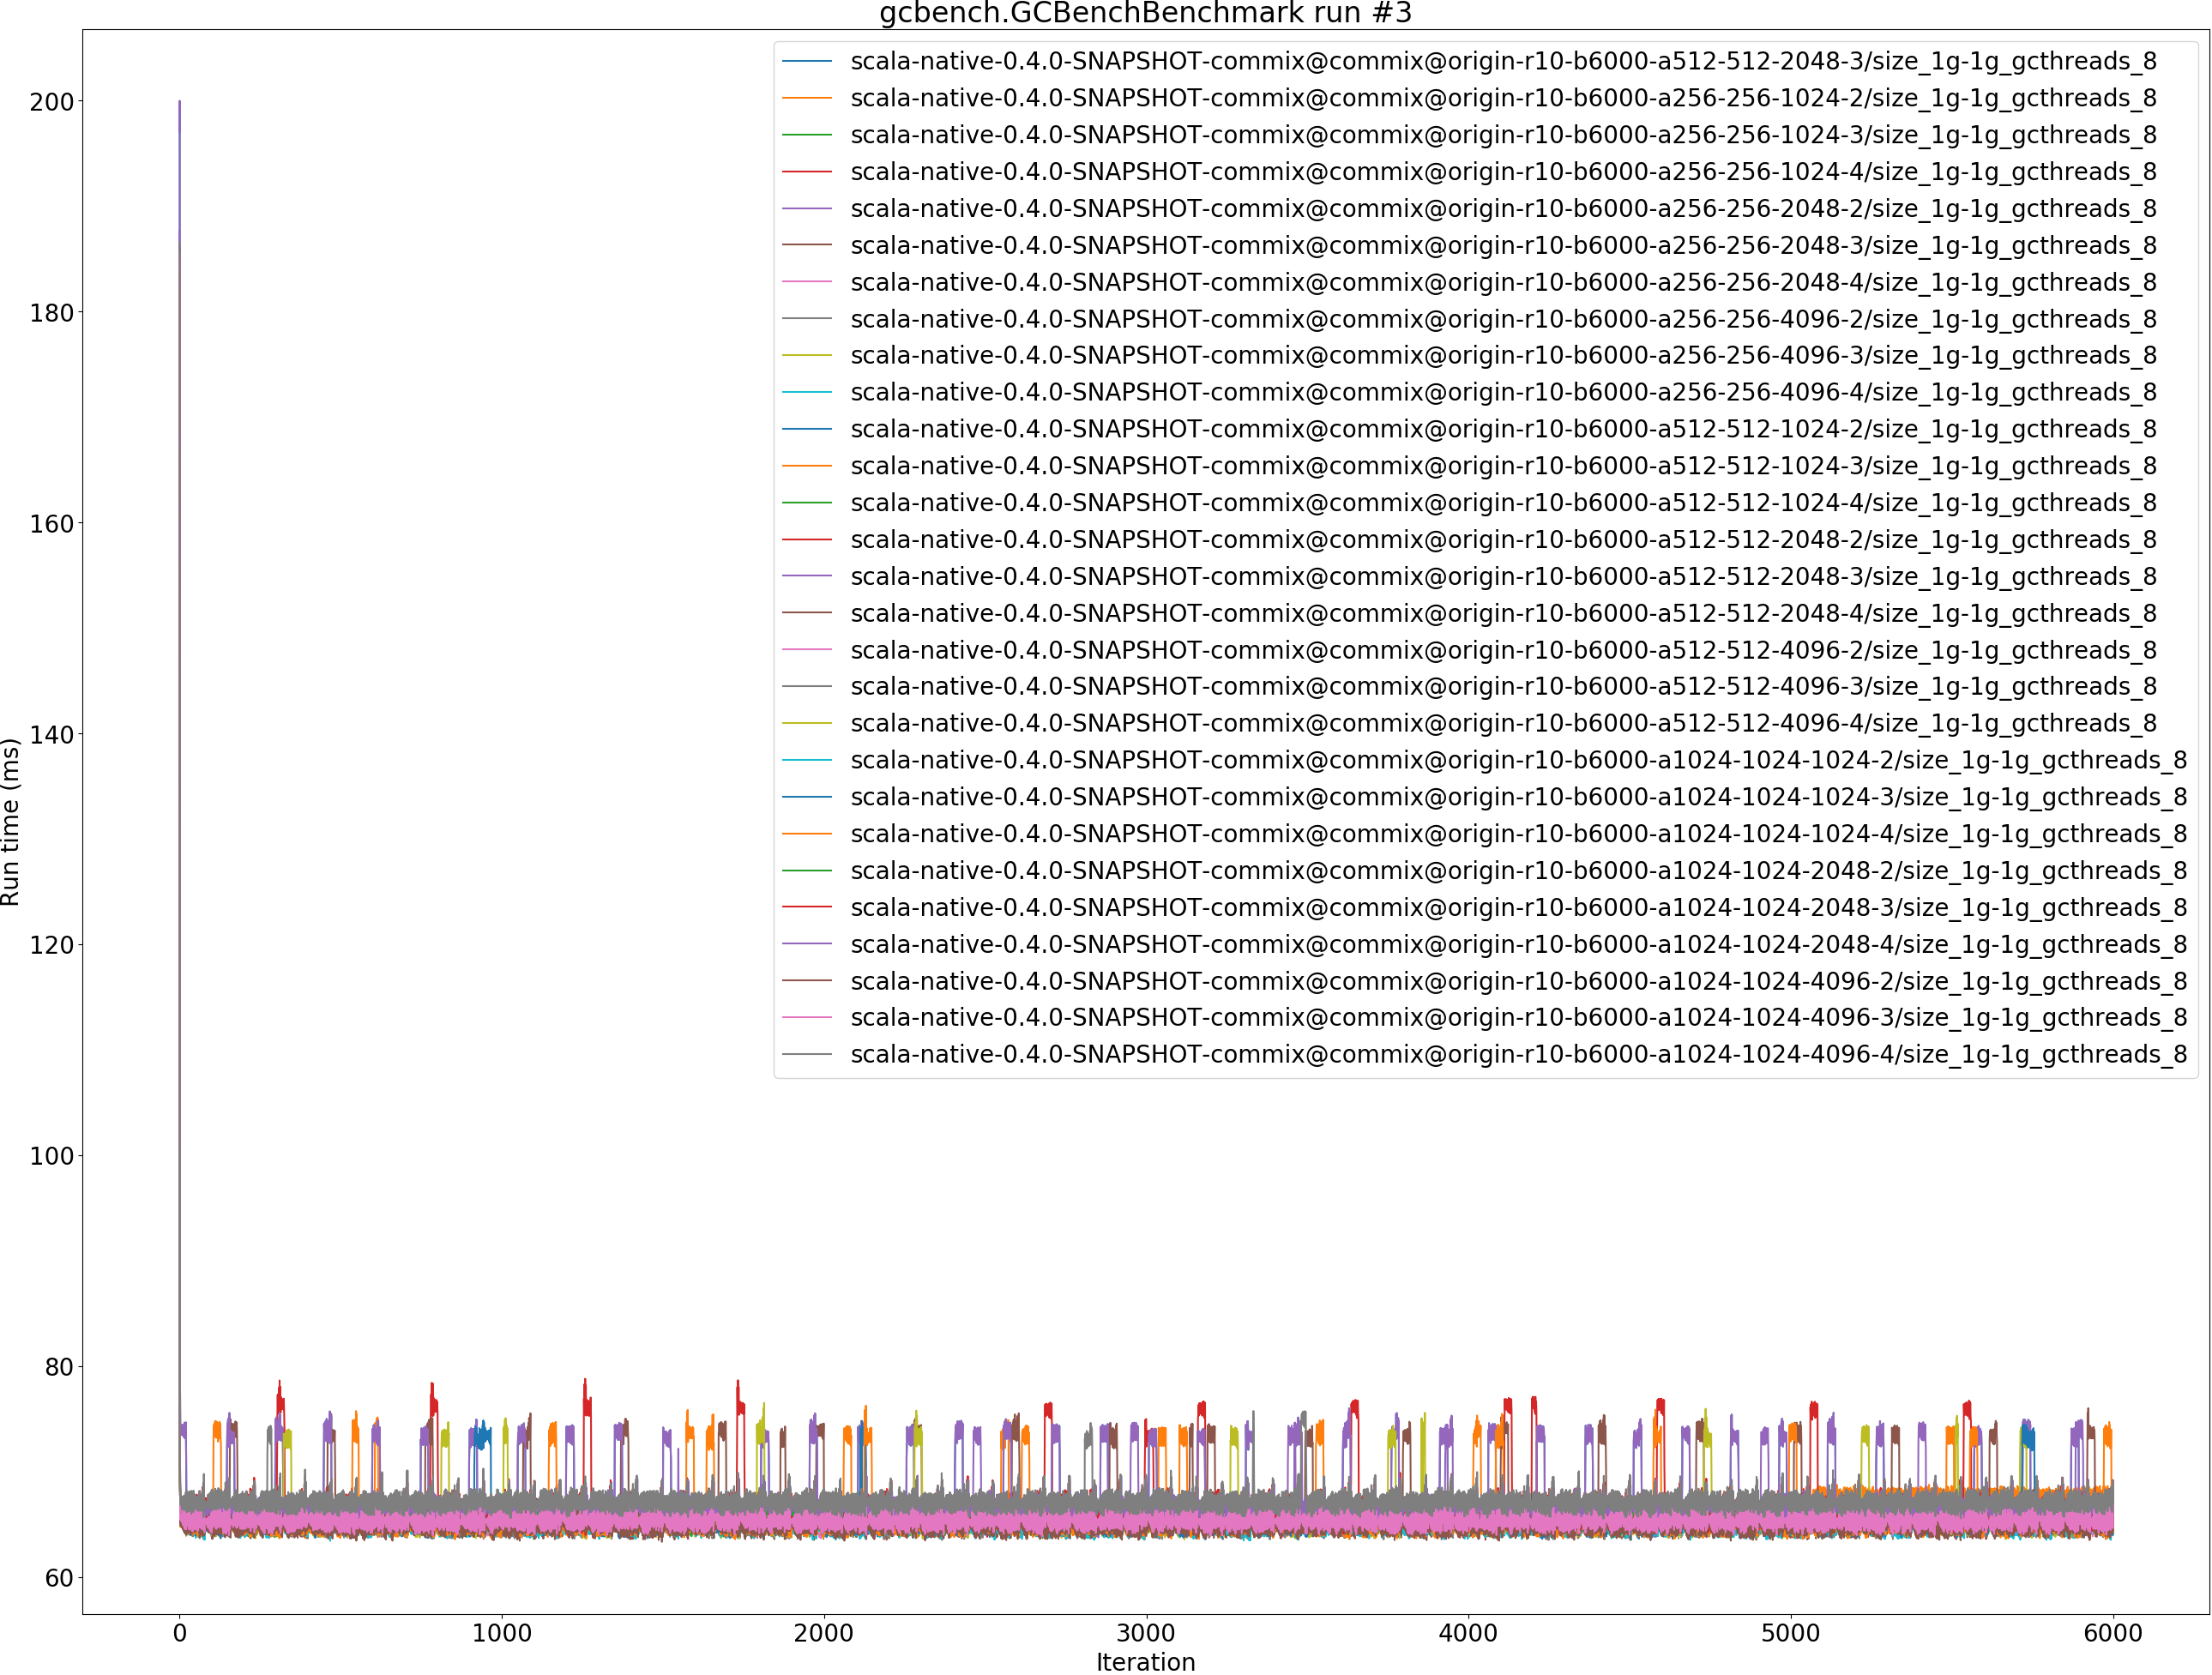 gcbench.GCBenchBenchmark run #3
scala-native-0.4.0-SNAPSHOT-commix@commix@origin-r10-b6000-a512-512-2048-3/size_1g-1g_gcthreads_8
scala-native-0.4.0-SNAPSHOT-commix@commix@origin-r10-b6000-a256-256-1024-2/size_1g-1g_gcthreads_8
scala-native-0.4.0-SNAPSHOT-commix@commix@origin-r10-b6000-a256-256-1024-3/size_1g-1g_gcthreads_8
scala-native-0.4.0-SNAPSHOT-commix@commix@origin-r10-b6000-a256-256-1024-4/size_1g-1g_gcthreads_8
scala-native-0.4.0-SNAPSHOT-commix@commix@origin-r10-b6000-a256-256-2048-2/size_1g-1g_gcthreads_8
scala-native-0.4.0-SNAPSHOT-commix@commix@origin-r10-b6000-a256-256-2048-3/size_1g-1g_gcthreads_8
scala-native-0.4.0-SNAPSHOT-commix@commix@origin-r10-b6000-a256-256-2048-4/size_1g-1g_gcthreads_8
scala-native-0.4.0-SNAPSHOT-commix@commix@origin-r10-b6000-a256-256-4096-2/size_1g-1g_gcthreads_8
scala-native-0.4.0-SNAPSHOT-commix@commix@origin-r10-b6000-a256-256-4096-3/size_1g-1g_gcthreads_8
scala-native-0.4.0-SNAPSHOT-commix@commix@origin-r10-b6000-a256-256-4096-4/size_1g-1g_gcthreads_8
scala-native-0.4.0-SNAPSHOT-commix@commix@origin-r10-b6000-a512-512-1024-2/size_1g-1g_gcthreads_8
scala-native-0.4.0-SNAPSHOT-commix@commix@origin-r10-b6000-a512-512-1024-3/size_1g-1g_gcthreads_8
scala-native-0.4.0-SNAPSHOT-commix@commix@origin-r10-b6000-a512-512-1024-4/size_1g-1g_gcthreads_8
scala-native-0.4.0-SNAPSHOT-commix@commix@origin-r10-b6000-a512-512-2048-2/size_1g-1g_gcthreads_8
scala-native-0.4.0-SNAPSHOT-commix@commix@origin-r10-b6000-a512-512-2048-3/size_1g-1g_gcthreads_8
scala-native-0.4.0-SNAPSHOT-commix@commix@origin-r10-b6000-a512-512-2048-4/size_1g-1g_gcthreads_8
scala-native-0.4.0-SNAPSHOT-commix@commix@origin-r10-b6000-a512-512-4096-2/size_1g-1g_gcthreads_8
scala-native-0.4.0-SNAPSHOT-commix@commix@origin-r10-b6000-a512-512-4096-3/size_1g-1g_gcthreads_8
scala-native-0.4.0-SNAPSHOT-commix@commix@origin-r10-b6000-a512-512-4096-4/size_1g-1g_gcthreads_8
scala-native-0.4.0-SNAPSHOT-commix@commix@origin-r10-b6000-a1024-1024-1024-2/size_1g-1g_gcthreads_8
scala-native-0.4.0-SNAPSHOT-commix@commix@origin-r10-b6000-a1024-1024-1024-3/size_1g-1g_gcthreads_8
scala-native-0.4.0-SNAPSHOT-commix@commix@origin-r10-b6000-a1024-1024-1024-4/size_1g-1g_gcthreads_8
scala-native-0.4.0-SNAPSHOT-commix@commix@origin-r10-b6000-a1024-1024-2048-2/size_1g-1g_gcthreads_8
scala-native-0.4.0-SNAPSHOT-commix@commix@origin-r10-b6000-a1024-1024-2048-3/size_1g-1g_gcthreads_8
scala-native-0.4.0-SNAPSHOT-commix@commix@origin-r10-b6000-a1024-1024-2048-4/size_1g-1g_gcthreads_8
scala-native-0.4.0-SNAPSHOT-commix@commix@origin-r10-b6000-a1024-1024-4096-2/size_1g-1g_gcthreads_8
scala-native-0.4.0-SNAPSHOT-commix@commix@origin-r10-b6000-a1024-1024-4096-3/size_1g-1g_gcthreads_8
scala-native-0.4.0-SNAPSHOT-commix@commix@origin-r10-b6000-a1024-1024-4096-4/size_1g-1g_gcthreads_8
200
180
160
140
120
100
80
60
Run time (ms)
0 1000 2000 3000 4000 5000 6000
Iteration